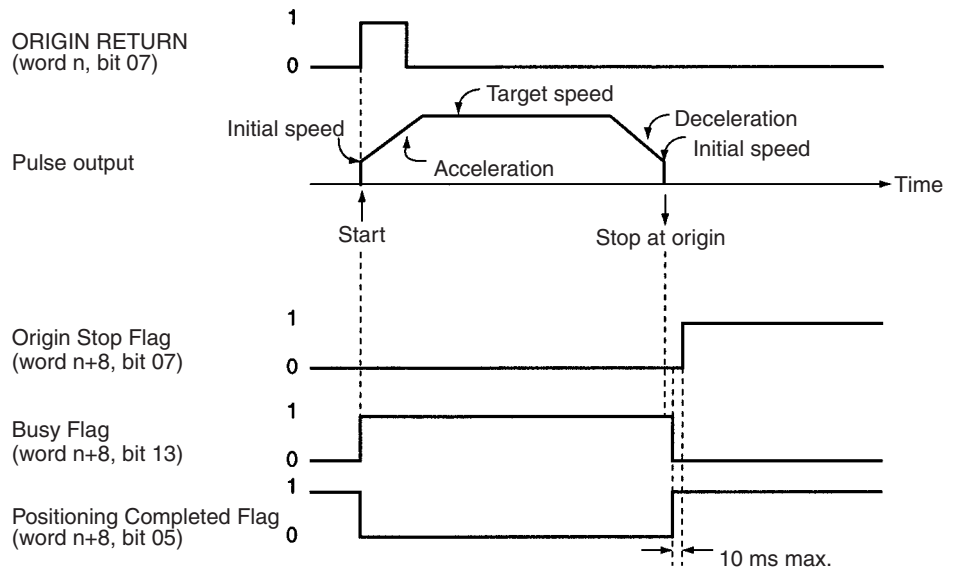 1
ORIGIN RETURN
(word n, bit 07)
0
Target speed
Deceleration
Initial speed
Initial speed
Pulse output
Acceleration
Time
Start
Stop at origin
1
Origin Stop Flag
(word n+8, bit 07)
0
1
Busy Flag
(word n+8, bit 13)
0
1
Positioning Completed Flag
(word n+8, bit 05)
0
10 ms max.